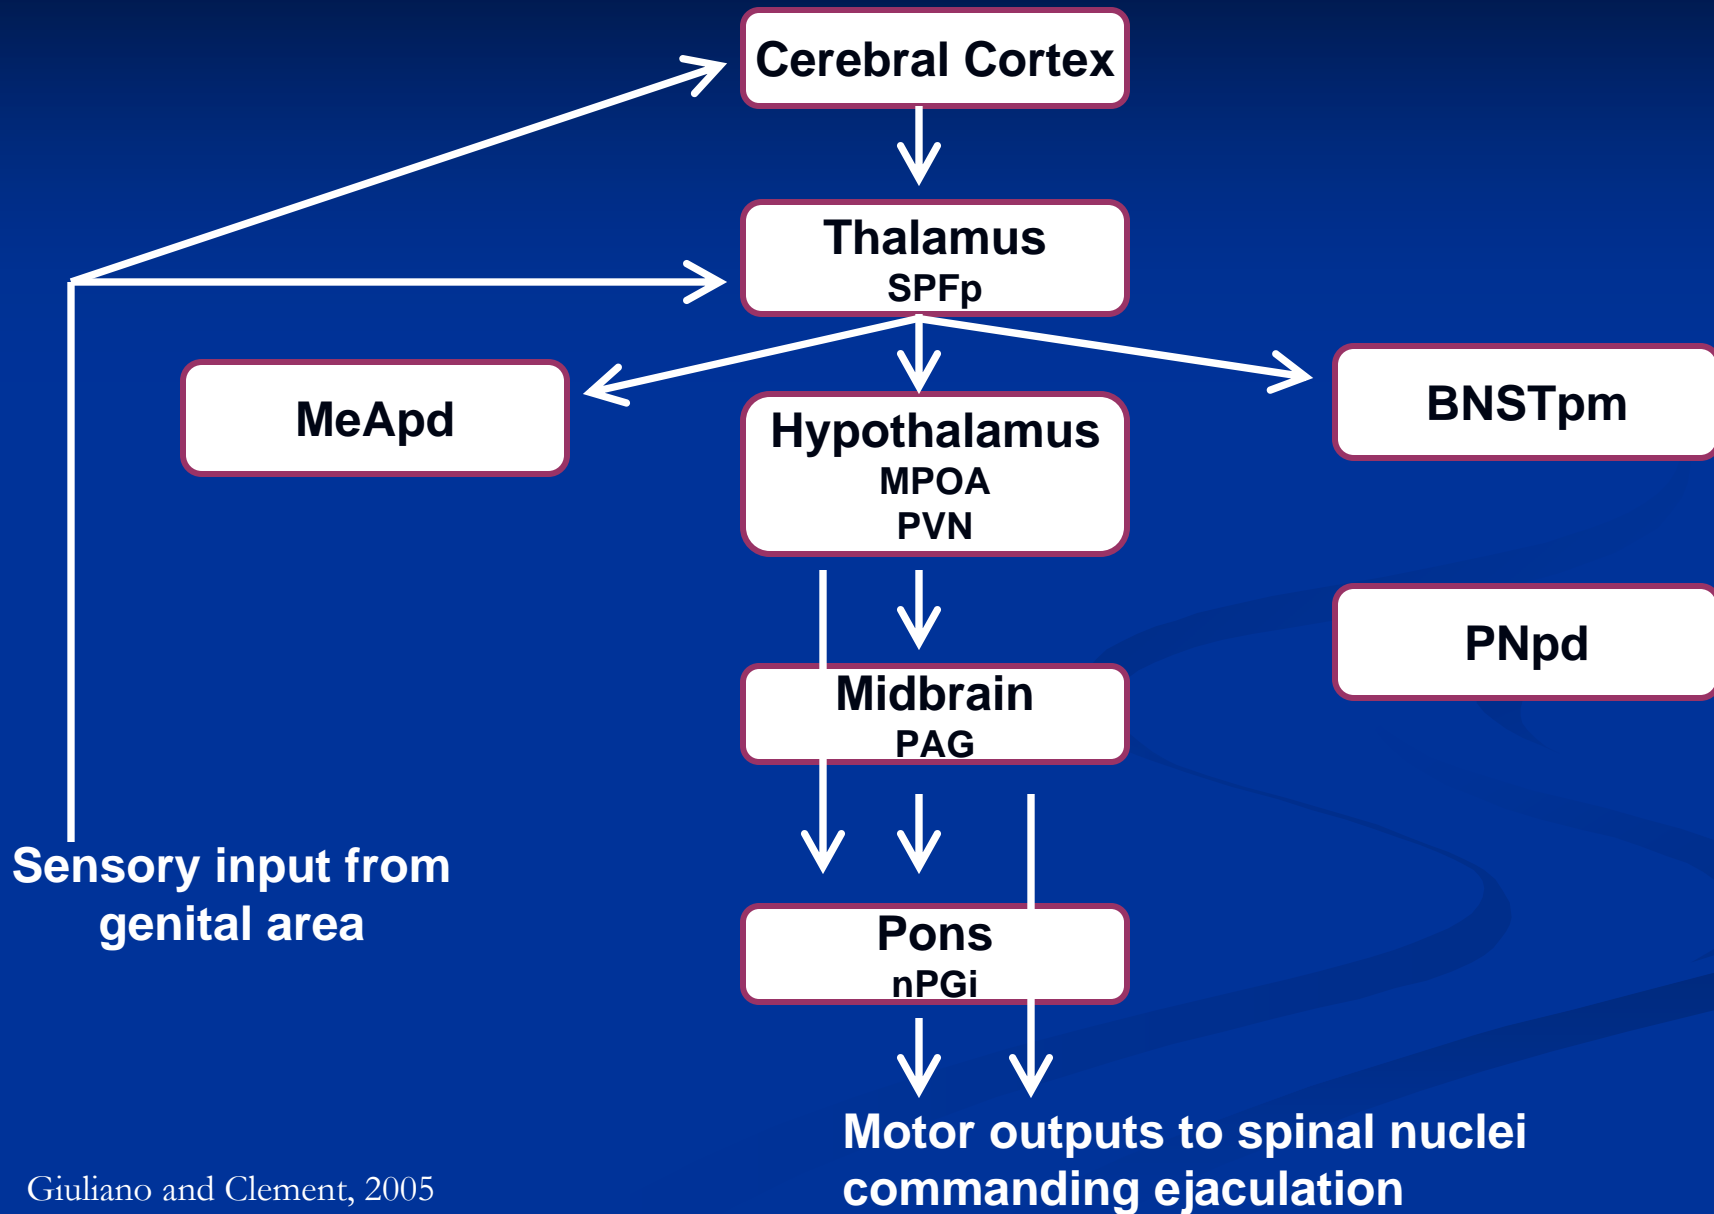 Cerebral Cortex
Thalamus
SPFp
MeApd
Hypothalamus
MPOA
PVN
BNSTpm
PNpd
Midbrain
PAG
Sensory input from
genital area
Pons
nPGi
Motor outputs to spinal nuclei
commanding ejaculation
Giuliano and Clement, 2005